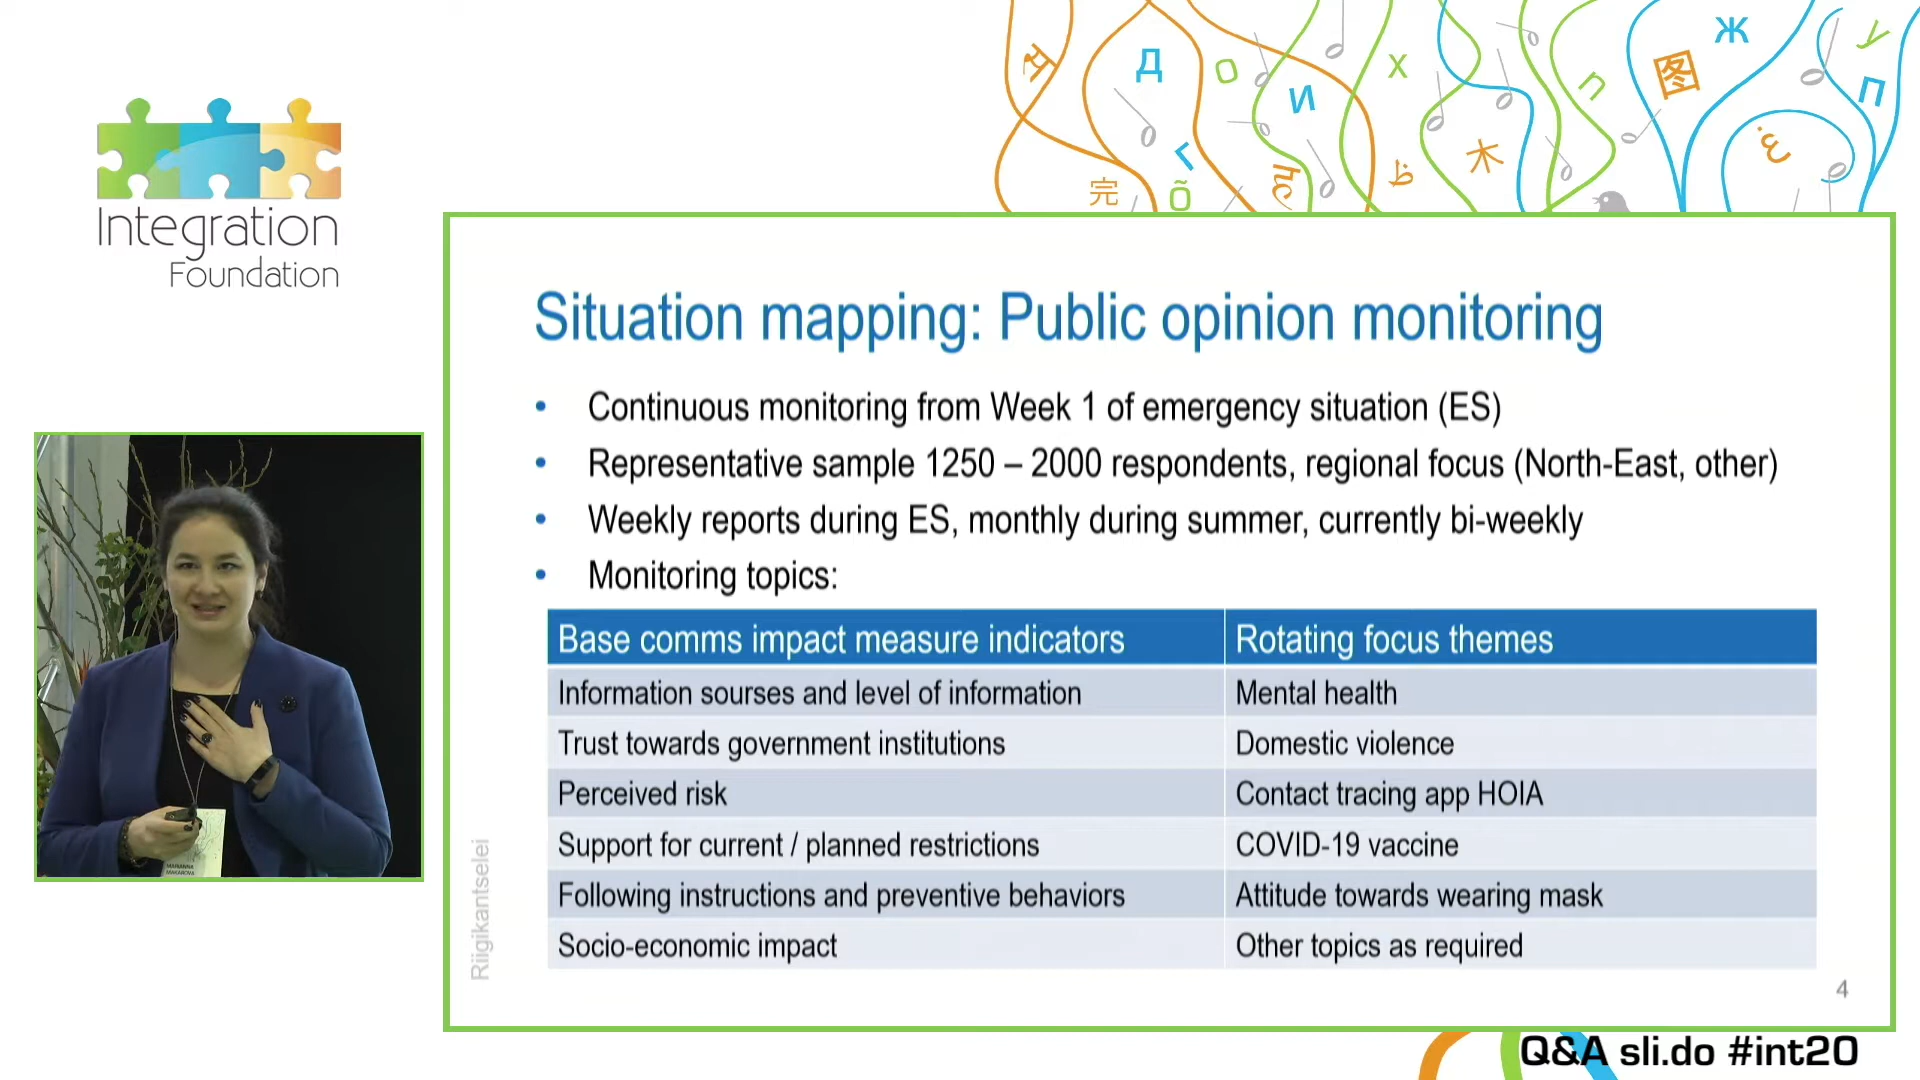 Integration
Foundation
Situation mapping: Public opinion monitoring
• Continuous monitoring from Week 1 of emergency situation (ES)
• Representative sample 1250 – 2000 respondents, regional focus (North-East, other)
• Weekly reports during ES, monthly during summer, currently bi-weekly
• Monitoring topics:
Base comms impact measure indicators Rotating focus themes
Information sourses and level of information Mental health
Trust towards government institutions Domestic violence
Perceived risk Contact tracing app HOIA
Support for current / planned restrictions COVID-19 vaccine
Following instructions and preventive behaviors Attitude towards wearing mask
Socio-economic impact Other topics as required
Riigikantselei
4
MARIANNA
MAKAROVA
Q&A sli.do #int20
Д
О
И
Х
Ж
У
П
图
木
完
Õ